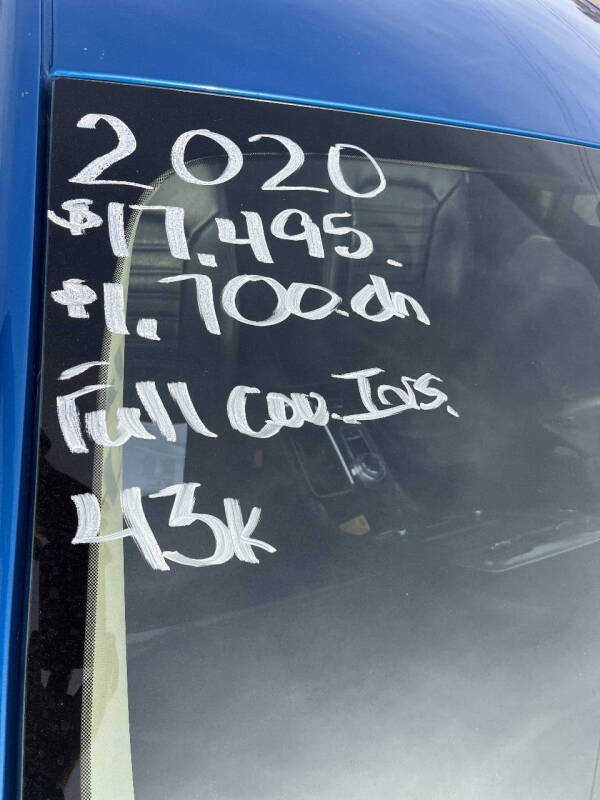 2020
$17.495.
$1.700.dn
Full Cov. Ins.
43k